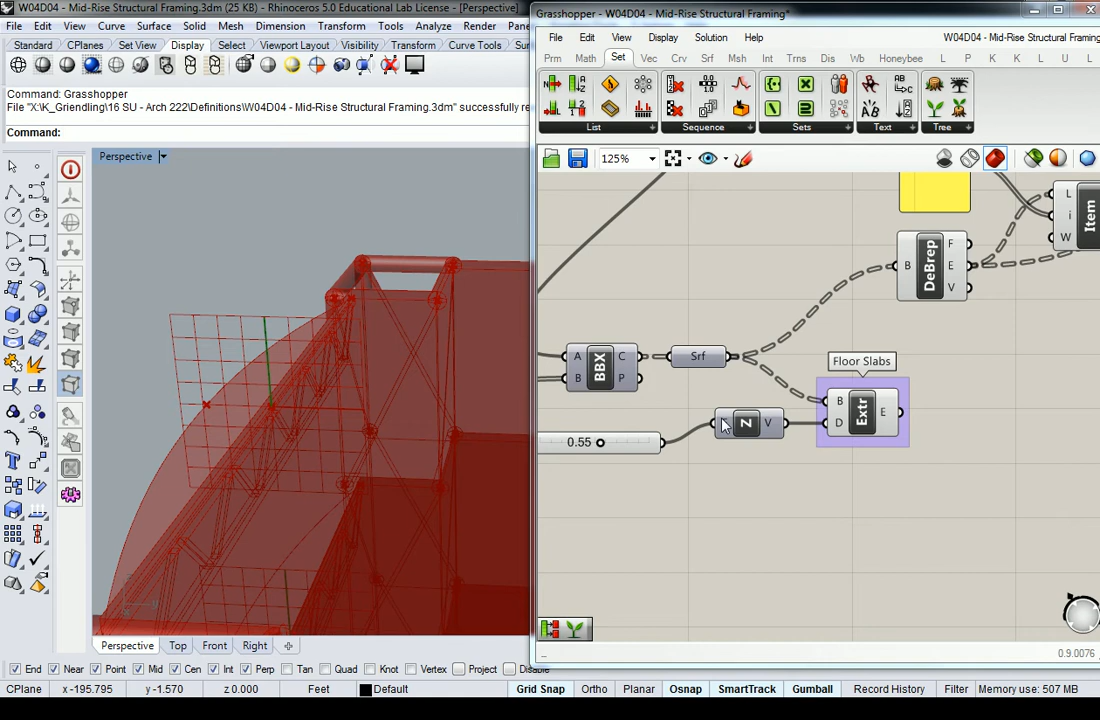 W04D04 - Mid-Rise Structural Framing.3dm (25 KB) - Rhinoceros 5.0 Educational Lab License - [Perspective]
File Edit View Curve Surface Solid Mesh Dimension Transform Tools Analyze Render Pane
Standard CPlanes Set View Display Select Viewport Layout Visibility Transform Curve Tools Su
Command: Grasshopper
File "X:\K_Griendling\16 SU - Arch 222\Definitions\W04D04 - Mid-Rise Structural Framing.3dm" successfully re
Command:
Perspective
Perspective Top Front Right
End Near Point Mid Cen Int Perp Tan Quad Knot Vertex Project Disable
CPlane x -195.795 y -1.570 z 0.000 Feet Default Grid Snap Ortho Planar Osnap SmartTrack Gumball Record History Filter Memory use: 507 MB
Grasshopper - W04D04 - Mid-Rise Structural Framing*
File Edit View Display Solution Help W04D04 - Mid-Rise Structural Framing
Prm Math Set Vec Crv Srf Msh Int Trns Dis Wb Honeybee L P K K L U L
List Sequence Sets Text Tree
125%
L
i
W
Item
B
DeBrep
F
E
V
A
B
BBX
C
P
Srf
Floor Slabs
B
D
Extr
E
Z
V
0.55
0.9.0076